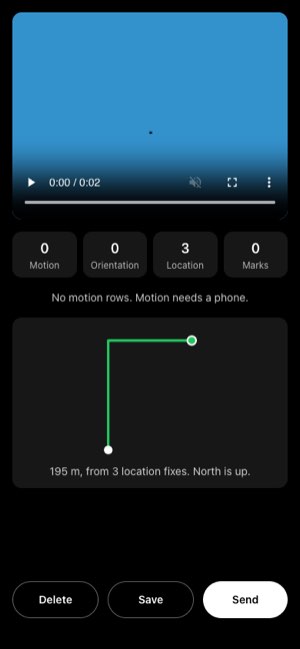 0:00 / 0:02
0
Motion
0
Orientation
3
Location
0
Marks
No motion rows. Motion needs a phone.
195 m, from 3 location fixes. North is up.
Delete
Save
Send